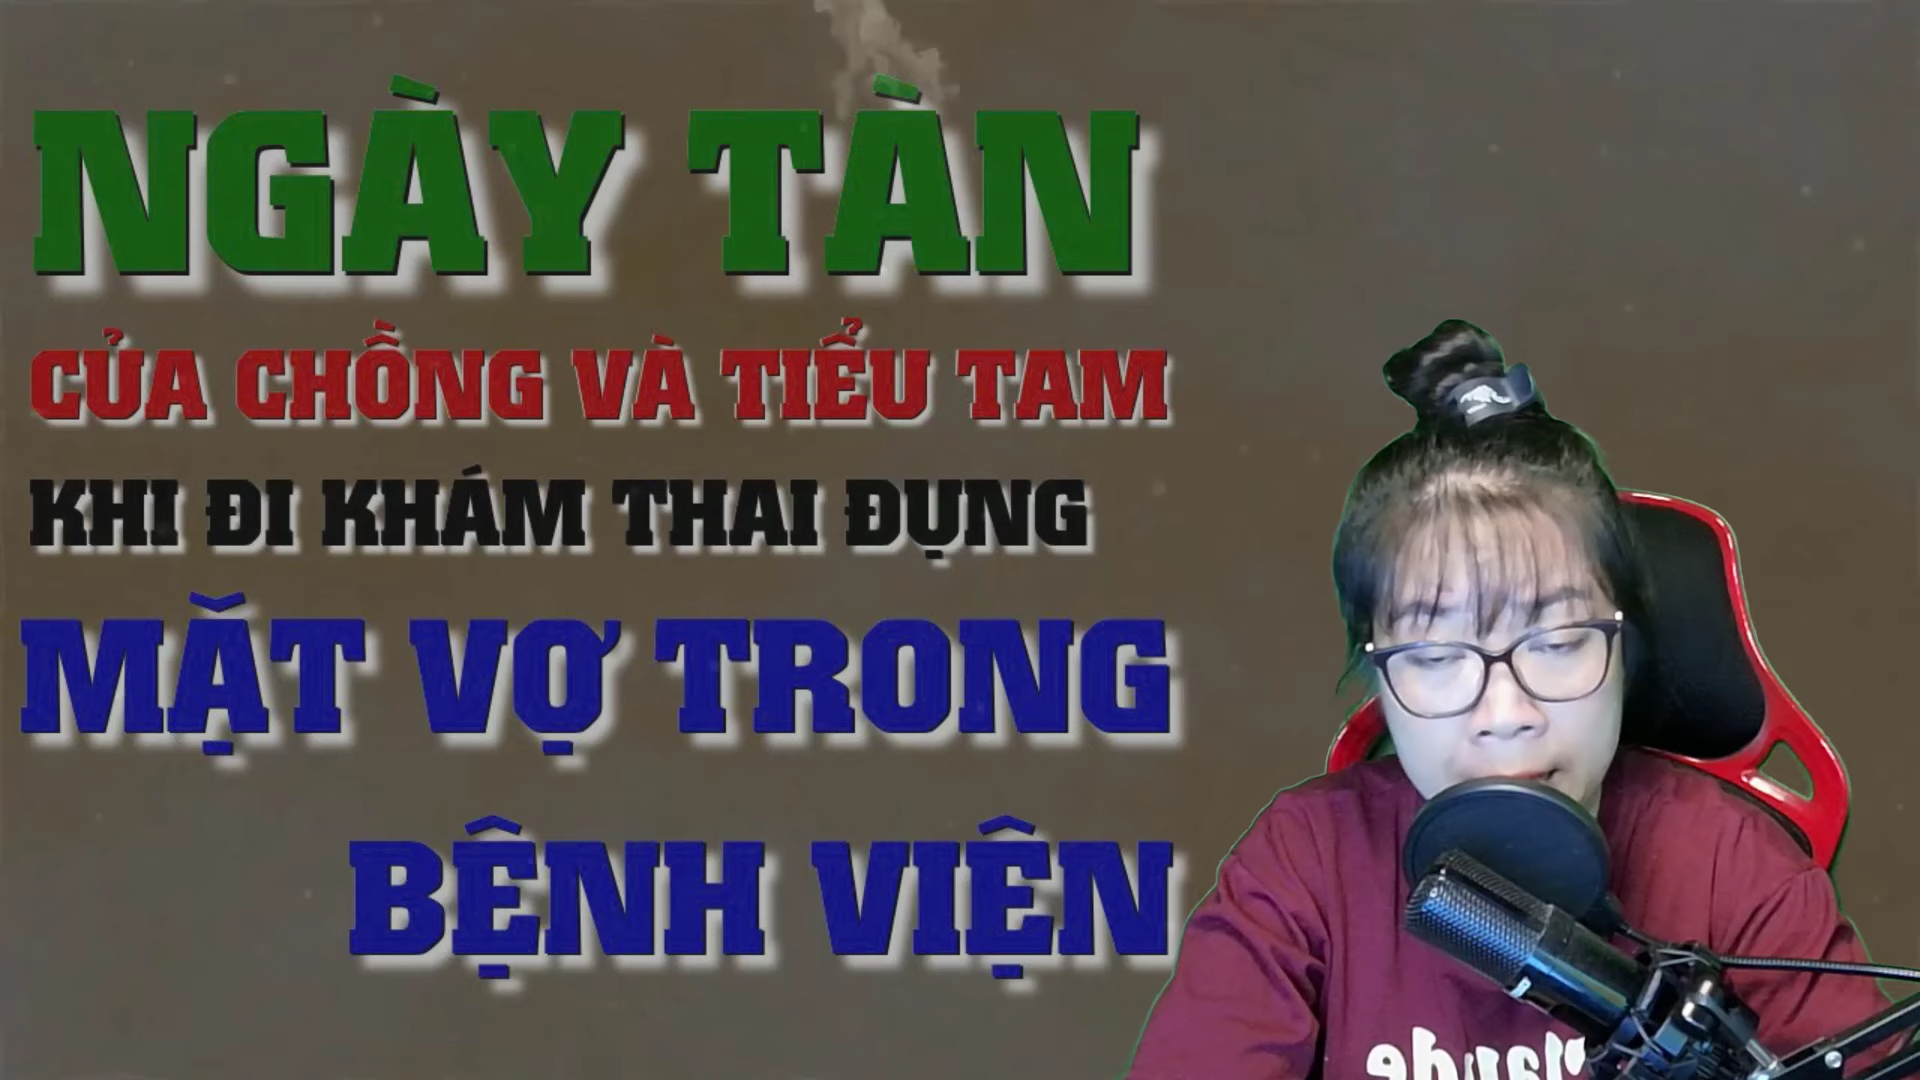 NGÀY TÀN
CỦA CHỒNG VÀ TIỂU TAM
KHI ĐI KHÁM THAI ĐỤNG
MẶT VỢ TRONG
BỆNH VIỆN